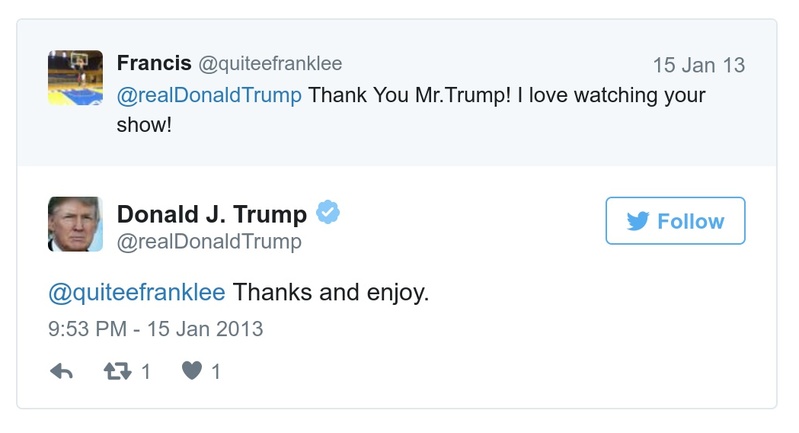 Francis @quiteefranklee 15 Jan 13
@realDonaldTrump Thank You Mr.Trump! I love watching your
show!
Donald J. Trump
@realDonaldTrump
Follow
@quiteefranklee Thanks and enjoy.
9:53 PM - 15 Jan 2013
1 1